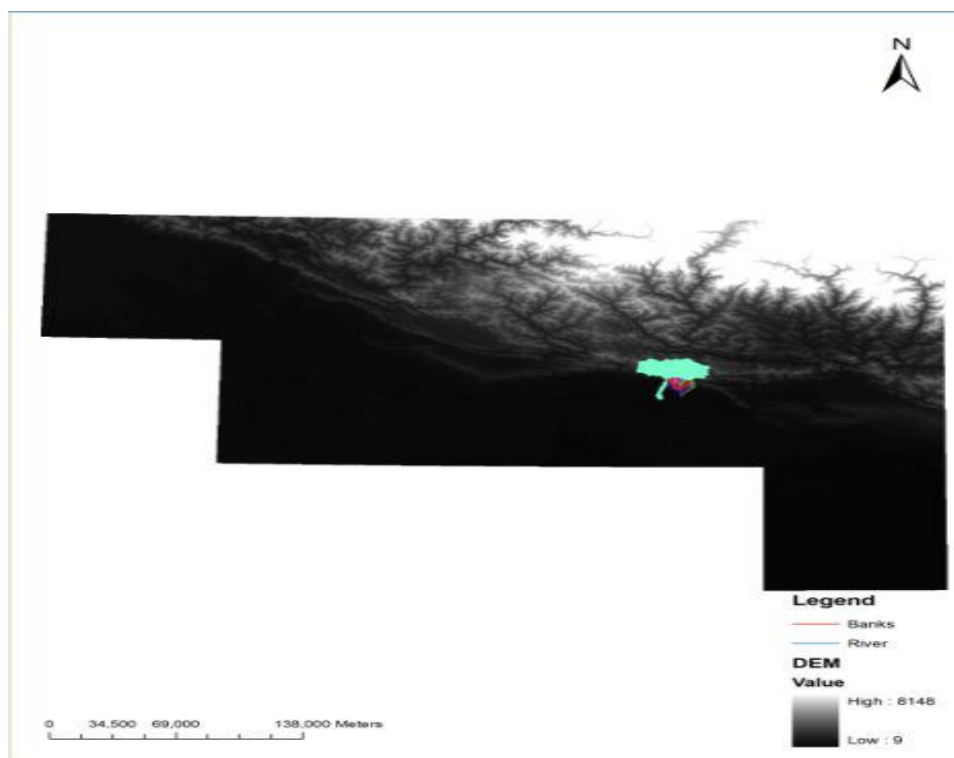 N
Legend
Banks
River
DEM
Value
High : 8148
Low : 9
0 34,500 69,000 138,000 Meters